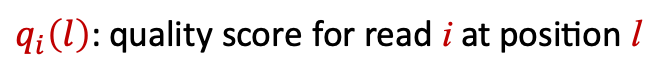 qᵢ(l): quality score for read i at position l